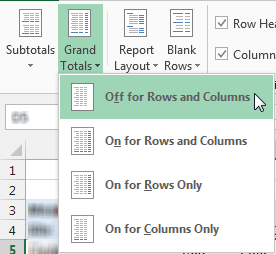 Subtotals
Grand Totals
Report Layout
Blank Rows
Row Hea
Column
Off for Rows and Columns
On for Rows and Columns
On for Rows Only
On for Columns Only
1
2
3
4
5